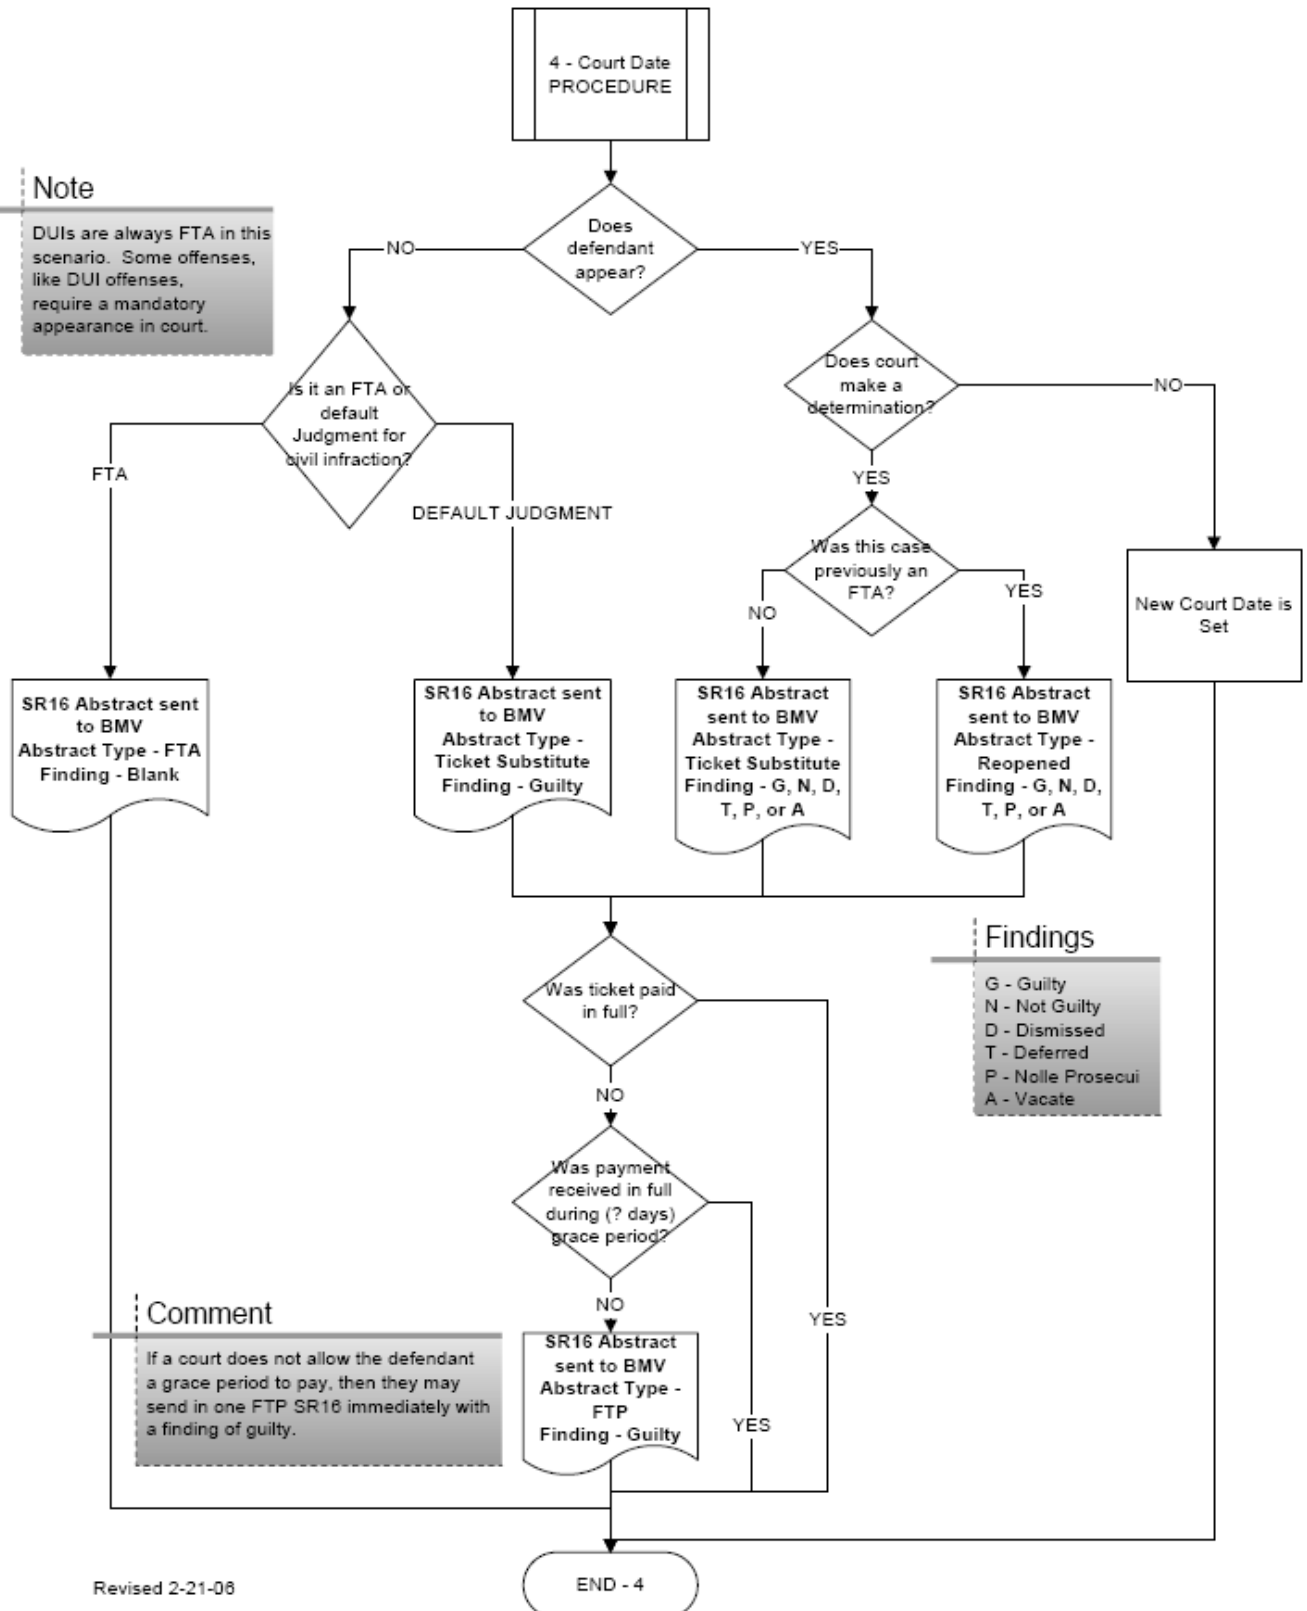 4 - Court Date
PROCEDURE
Note
DUIs are always FTA in this
scenario. Some offenses,
like DUI offenses,
require a mandatory
appearance in court.
Does
defendant
appear?
NO
YES
Is it an FTA or
default
Judgment for
civil infraction?
Does court
make a
determination?
NO
FTA
YES
DEFAULT JUDGMENT
Was this case
previously an
FTA?
NO
YES
New Court Date is
Set
SR16 Abstract sent
to BMV
Abstract Type - FTA
Finding - Blank
SR16 Abstract sent
to BMV
Abstract Type -
Ticket Substitute
Finding - Guilty
SR16 Abstract
sent to BMV
Abstract Type -
Ticket Substitute
Finding - G, N, D,
T, P, or A
SR16 Abstract
sent to BMV
Abstract Type -
Reopened
Finding - G, N, D,
T, P, or A
Findings
G - Guilty
N - Not Guilty
D - Dismissed
T - Deferred
P - Nolle Prosecui
A - Vacate
Was ticket paid
in full?
NO
Was payment
received in full
during (? days)
grace period?
NO
YES
YES
Comment
If a court does not allow the defendant
a grace period to pay, then they may
send in one FTP SR16 immediately with
a finding of guilty.
SR16 Abstract
sent to BMV
Abstract Type -
FTP
Finding - Guilty
Revised 2-21-06
END - 4